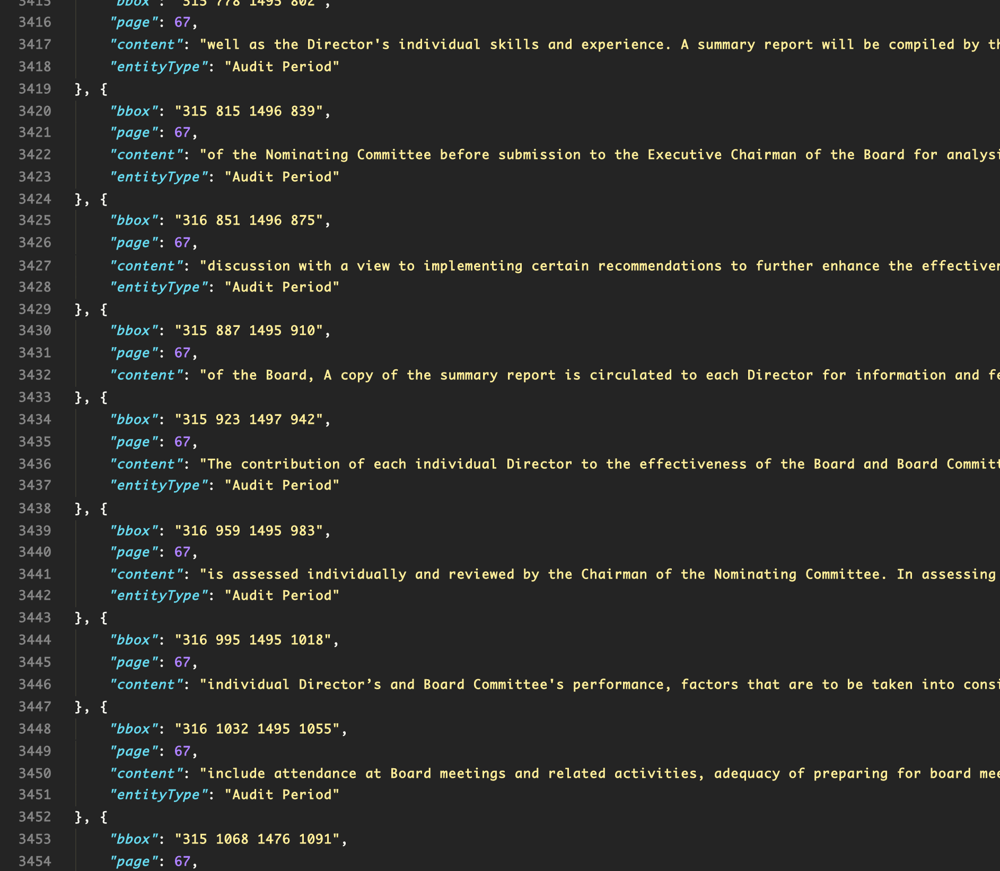 3415 "bbox": "315 778 1495 802",
3416 "page": 67,
3417 "content": "well as the Director's individual skills and experience. A summary report will be compiled by
3418 "entityType": "Audit Period"
3419 }, {
3420 "bbox": "315 815 1496 839",
3421 "page": 67,
3422 "content": "of the Nominating Committee before submission to the Executive Chairman of the Board for analysi
3423 "entityType": "Audit Period"
3424 }, {
3425 "bbox": "316 851 1496 875",
3426 "page": 67,
3427 "content": "discussion with a view to implementing certain recommendations to further enhance the effectiven
3428 "entityType": "Audit Period"
3429 }, {
3430 "bbox": "315 887 1495 910",
3431 "page": 67,
3432 "content": "of the Board, A copy of the summary report is circulated to each Director for information and fe
3433 }, {
3434 "bbox": "315 923 1497 942",
3435 "page": 67,
3436 "content": "The contribution of each individual Director to the effectiveness of the Board and Board Committ
3437 "entityType": "Audit Period"
3438 }, {
3439 "bbox": "316 959 1495 983",
3440 "page": 67,
3441 "content": "is assessed individually and reviewed by the Chairman of the Nominating Committee. In assessing
3442 "entityType": "Audit Period"
3443 }, {
3444 "bbox": "316 995 1495 1018",
3445 "page": 67,
3446 "content": "individual Director’s and Board Committee's performance, factors that are to be taken into consi
3447 }, {
3448 "bbox": "316 1032 1495 1055",
3449 "page": 67,
3450 "content": "include attendance at Board meetings and related activities, adequacy of preparing for board mee
3451 "entityType": "Audit Period"
3452 }, {
3453 "bbox": "315 1068 1476 1091",
3454 "page": 67,